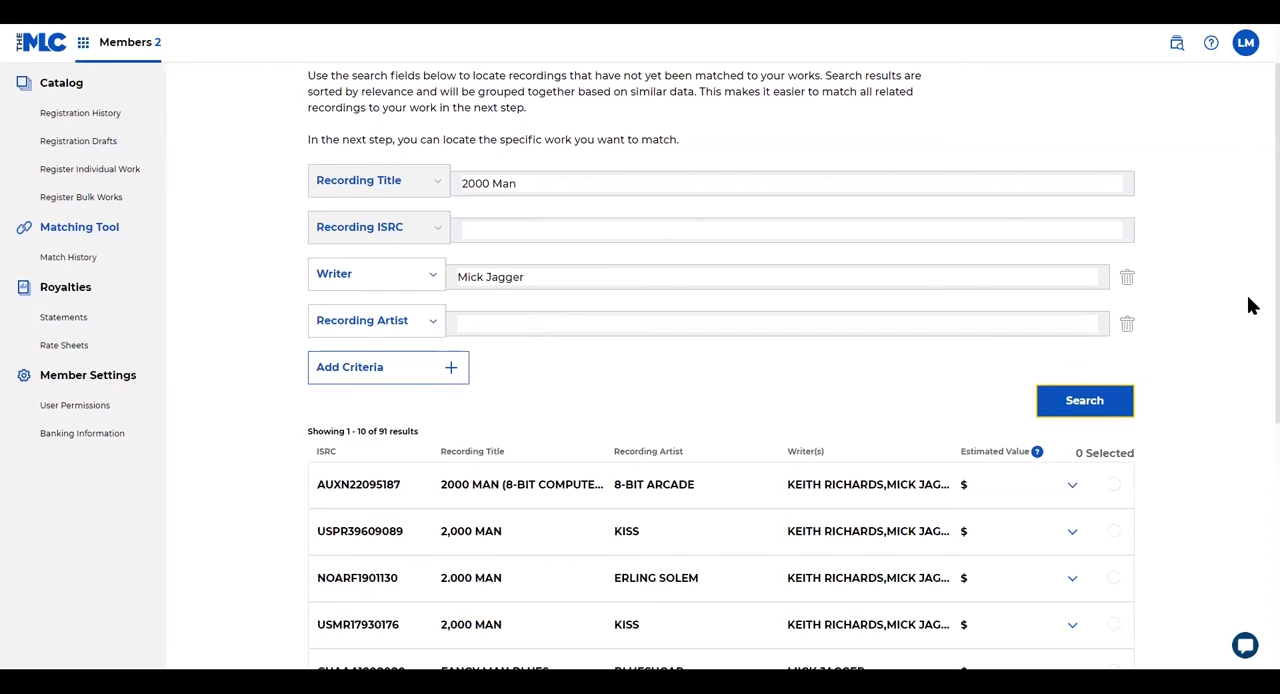 THE MLC Members 2 LM
Catalog
Registration History
Registration Drafts
Register Individual Work
Register Bulk Works
Matching Tool
Match History
Royalties
Statements
Rate Sheets
Member Settings
User Permissions
Banking Information
Use the search fields below to locate recordings that have not yet been matched to your works. Search results are
sorted by relevance and will be grouped together based on similar data. This makes it easier to match all related
recordings to your work in the next step.
In the next step, you can locate the specific work you want to match.
Recording Title 2000 Man
Recording ISRC
Writer Mick Jagger
Recording Artist
Add Criteria +
Search
Showing 1 - 10 of 91 results
ISRC Recording Title Recording Artist Writer(s) Estimated Value ? 0 Selected
AUXN22095187 2000 MAN (8-BIT COMPUTE... 8-BIT ARCADE KEITH RICHARDS,MICK JAG... $
USPR39609089 2,000 MAN KISS KEITH RICHARDS,MICK JAG... $
NOARF1901130 2.000 MAN ERLING SOLEM KEITH RICHARDS,MICK JAG... $
USMR17930176 2,000 MAN KISS KEITH RICHARDS,MICK JAG... $
FANCY MAN BLUES MICK JAGGER